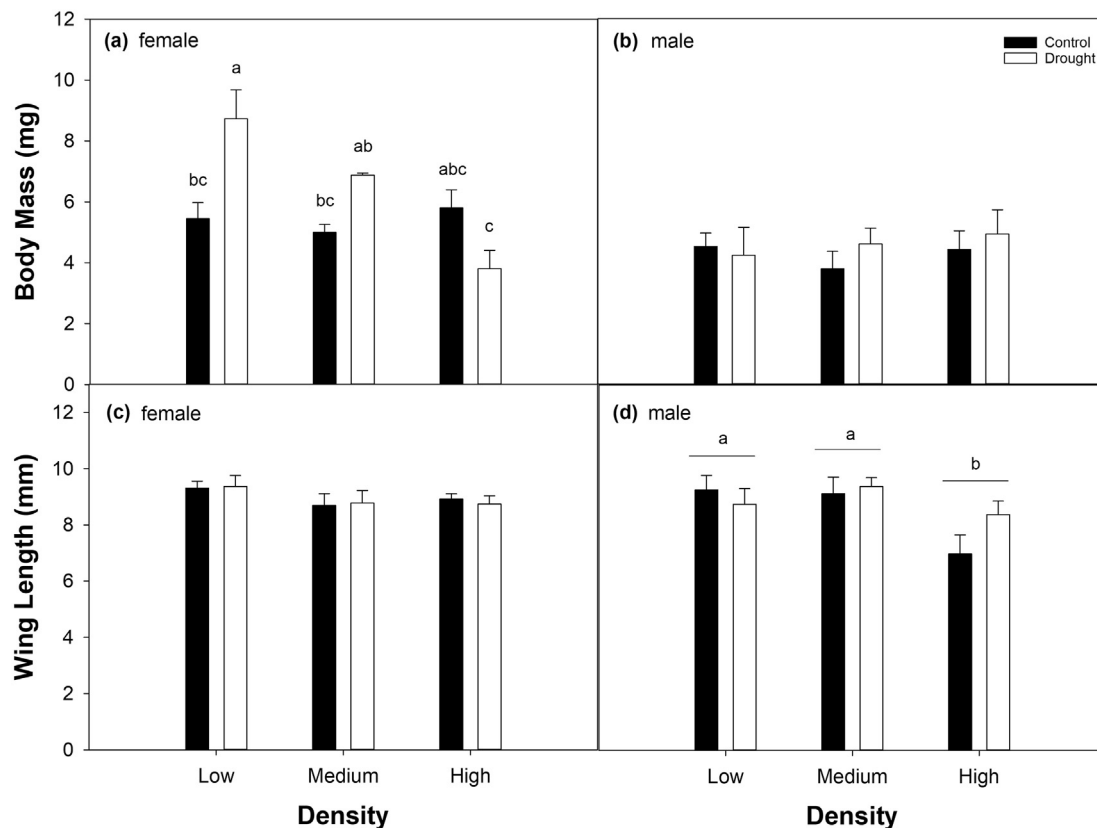 (a) female
(b) male
Control
Drought
Body Mass (mg)
12
10
8
6
4
2
0
bc
a
bc
ab
abc
c
(c) female
(d) male
Wing Length (mm)
12
10
8
6
4
2
0
a
a
b
Low Medium High
Low Medium High
Density
Density